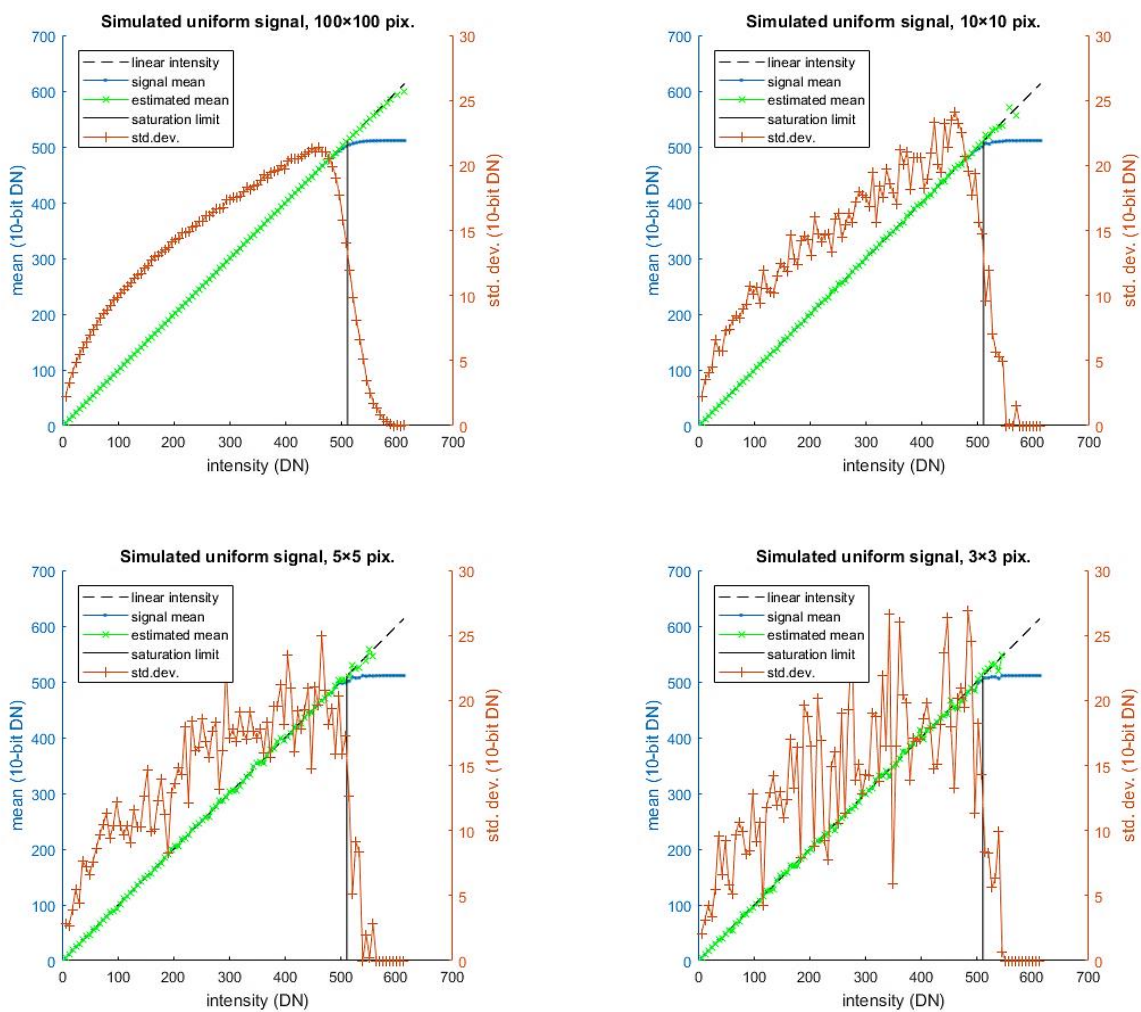 Simulated uniform signal, 100×100 pix.
700
600
500
400
300
200
100
0
mean (10-bit DN)
30
25
20
15
10
5
0
std. dev. (10-bit DN)
linear intensity
signal mean
estimated mean
saturation limit
std.dev.
0 100 200 300 400 500 600 700
intensity (DN)
Simulated uniform signal, 10×10 pix.
700
600
500
400
300
200
100
0
mean (10-bit DN)
30
25
20
15
10
5
0
std. dev. (10-bit DN)
linear intensity
signal mean
estimated mean
saturation limit
std.dev.
0 100 200 300 400 500 600 700
intensity (DN)
Simulated uniform signal, 5×5 pix.
700
600
500
400
300
200
100
0
mean (10-bit DN)
30
25
20
15
10
5
0
std. dev. (10-bit DN)
linear intensity
signal mean
estimated mean
saturation limit
std.dev.
0 100 200 300 400 500 600 700
intensity (DN)
Simulated uniform signal, 3×3 pix.
700
600
500
400
300
200
100
0
mean (10-bit DN)
30
25
20
15
10
5
0
std. dev. (10-bit DN)
linear intensity
signal mean
estimated mean
saturation limit
std.dev.
0 100 200 300 400 500 600 700
intensity (DN)